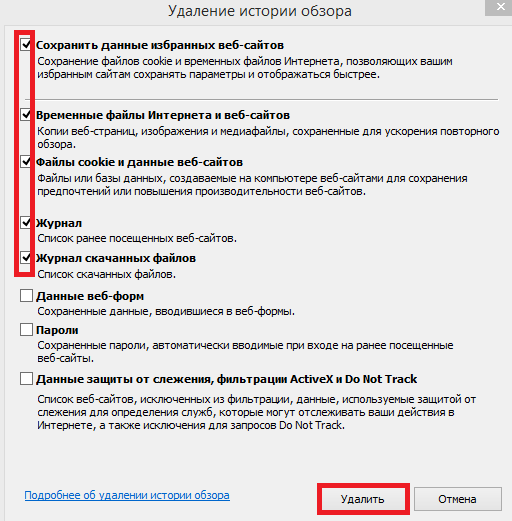 Удаление истории обзора
Сохранить данные избранных веб-сайтов
Сохранение файлов cookie и временных файлов Интернета, позволяющих вашим
избранным сайтам сохранять параметры и отображаться быстрее.
Временные файлы Интернета и веб-сайтов
Копии веб-страниц, изображения и медиафайлы, сохраненные для ускорения повторного
обзора.
Файлы cookie и данные веб-сайтов
Файлы или базы данных, создаваемые на компьютере веб-сайтами для сохранения
предпочтений или повышения производительности веб-сайтов.
Журнал
Список ранее посещенных веб-сайтов.
Журнал скачанных файлов
Список скачанных файлов.
Данные веб-форм
Сохраненные данные, вводившиеся в веб-формы.
Пароли
Сохраненные пароли, автоматически вводимые при входе на ранее посещенные
веб-сайты.
Данные защиты от слежения, фильтрации ActiveX и Do Not Track
Список веб-сайтов, исключенных из фильтрации, данные, используемые защитой от
слежения для определения служб, которые могут отслеживать ваши действия в
Интернете, а также исключения для запросов Do Not Track.
Подробнее об удалении истории обзора
Удалить
Отмена